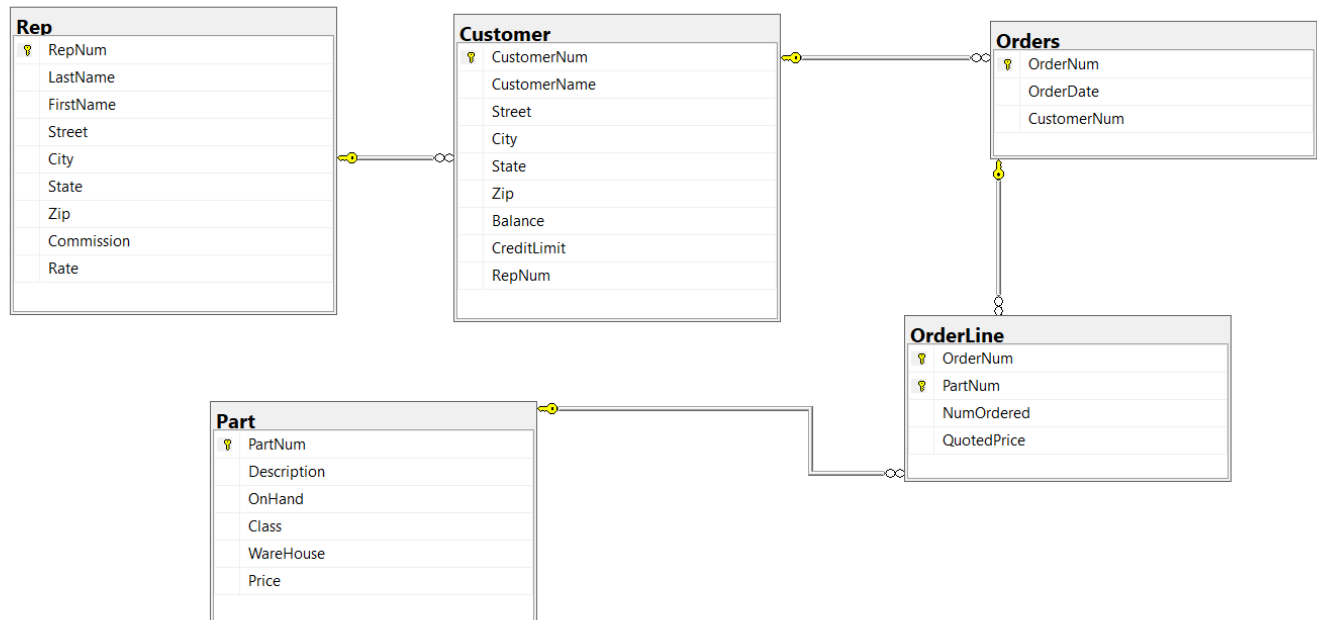 Rep
RepNum
LastName
FirstName
Street
City
State
Zip
Commission
Rate
Customer
CustomerNum
CustomerName
Street
City
State
Zip
Balance
CreditLimit
RepNum
Orders
OrderNum
OrderDate
CustomerNum
OrderLine
OrderNum
PartNum
NumOrdered
QuotedPrice
Part
PartNum
Description
OnHand
Class
WareHouse
Price